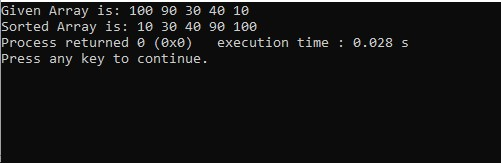 Given Array is: 100 90 30 40 10
Sorted Array is: 10 30 40 90 100
Process returned 0 (0x0)   execution time : 0.028 s
Press any key to continue.